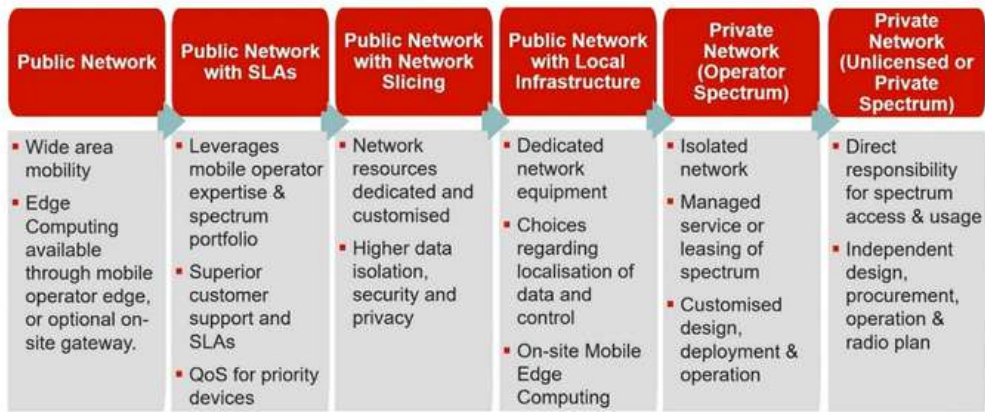 Public Network
Wide area
mobility
Edge
Computing
available
through mobile
operator edge,
or optional on-
site gateway.
Public Network
with SLAs
Leverages
mobile operator
expertise &
spectrum
portfolio
Superior
customer
support and
SLAs
QoS for priority
devices
Public Network
with Network
Slicing
Network
resources
dedicated and
customised
Higher data
isolation,
security and
privacy
Public Network
with Local
Infrastructure
Dedicated
network
equipment
Choices
regarding
localisation of
data and
control
On-site Mobile
Edge
Computing
Private
Network
(Operator
Spectrum)
Isolated
network
Managed
service or
leasing of
spectrum
Customised
design,
deployment &
operation
Private
Network
(Unlicensed or
Private
Spectrum)
Direct
responsibility
for spectrum
access & usage
Independent
design,
procurement,
operation &
radio plan